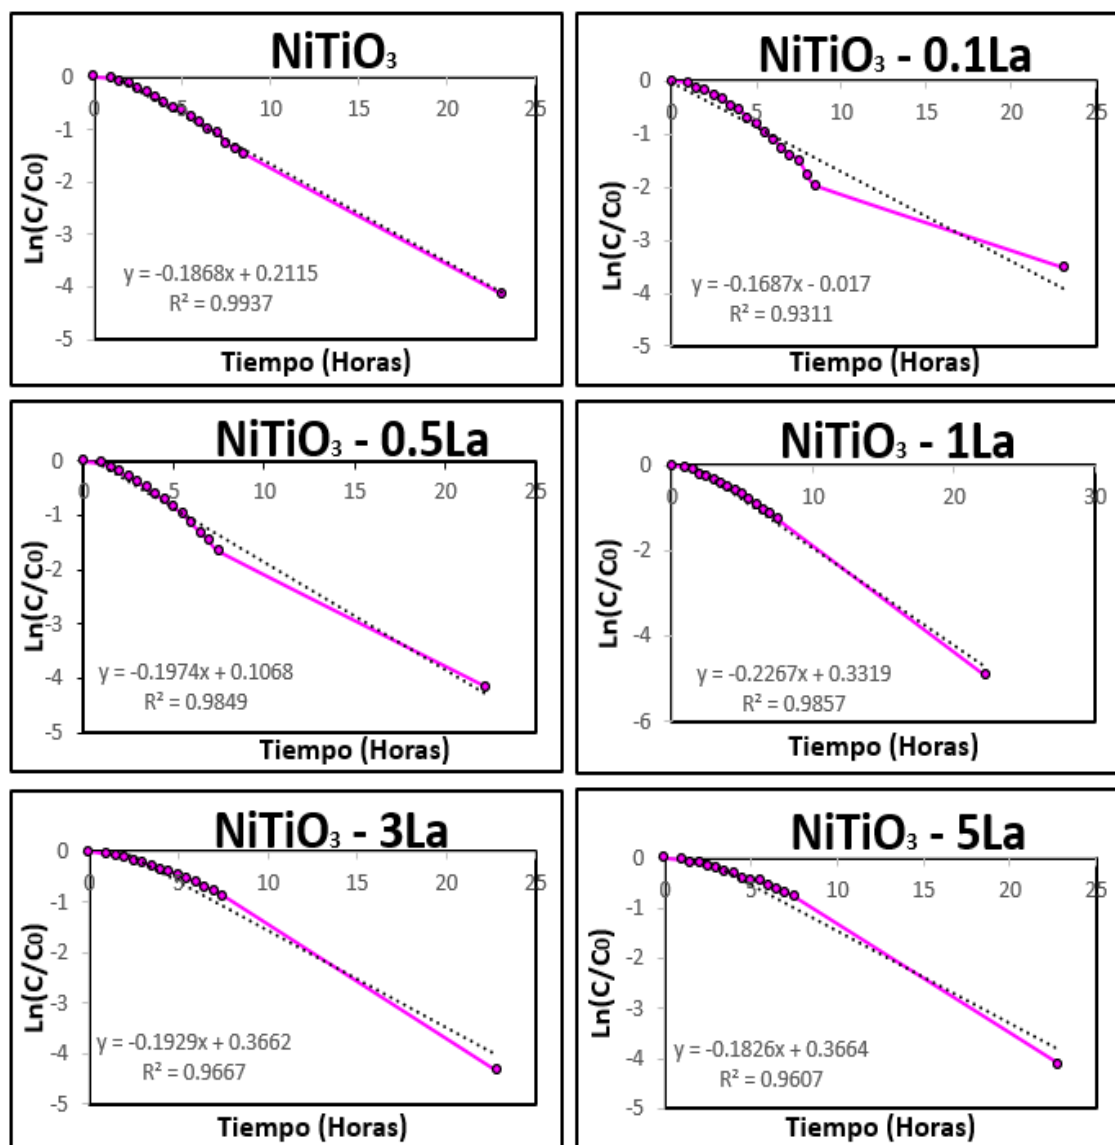 NiTiO₃
0
0
5
10
15
20
25
-1
-2
-3
-4
-5
Ln(C/C0)
y = -0.1868x + 0.2115
R² = 0.9937
Tiempo (Horas)
NiTiO₃ - 0.1La
0
0
5
10
15
20
25
-1
-2
-3
-4
-5
Ln(C/C0)
y = -0.1687x - 0.017
R² = 0.9311
Tiempo (Horas)
NiTiO₃ - 0.5La
0
0
5
10
15
20
25
-1
-2
-3
-4
-5
Ln(C/C0)
y = -0.1974x + 0.1068
R² = 0.9849
Tiempo (Horas)
NiTiO₃ - 1La
0
0
10
20
30
-2
-4
-6
Ln(C/C0)
y = -0.2267x + 0.3319
R² = 0.9857
Tiempo (Horas)
NiTiO₃ - 3La
0
0
5
10
15
20
25
-1
-2
-3
-4
-5
Ln(C/C0)
y = -0.1929x + 0.3662
R² = 0.9667
Tiempo (Horas)
NiTiO₃ - 5La
0
0
5
10
15
20
25
-1
-2
-3
-4
-5
Ln(C/C0)
y = -0.1826x + 0.3664
R² = 0.9607
Tiempo (Horas)